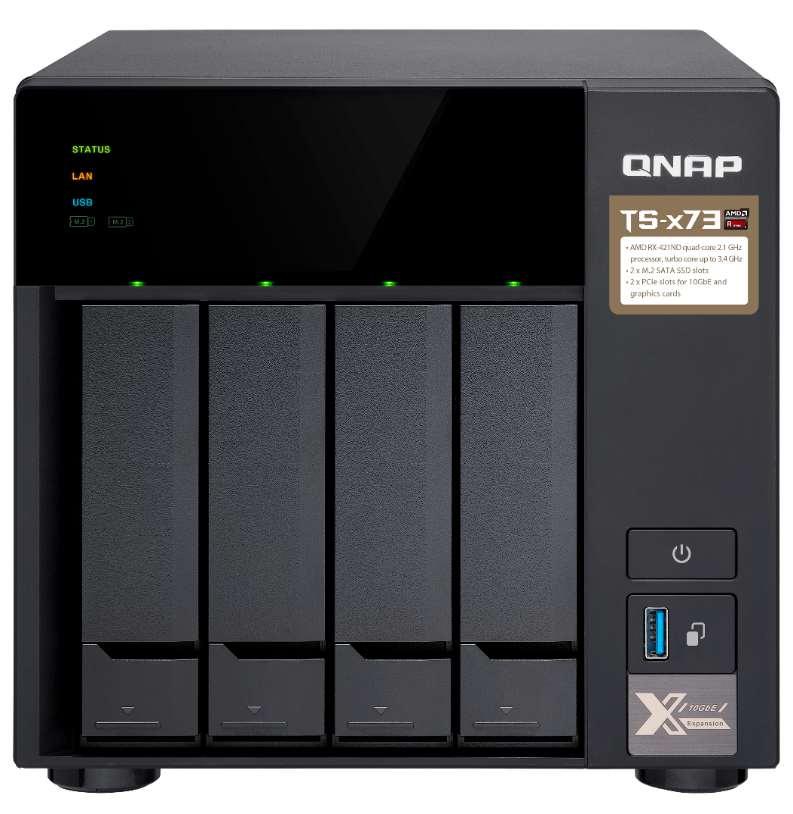 STATUS
LAN
USB
M.2 1 M.2 2
QNAP
TS-x73 AMD R
• AMD RX-421ND quad-core 2.1 GHz
processor, turbo core up to 3.4 GHz
• 2 x M.2 SATA SSD slots
• 2 x PCIe slots for 10GbE and
graphics cards
X 10GbE
Expansion